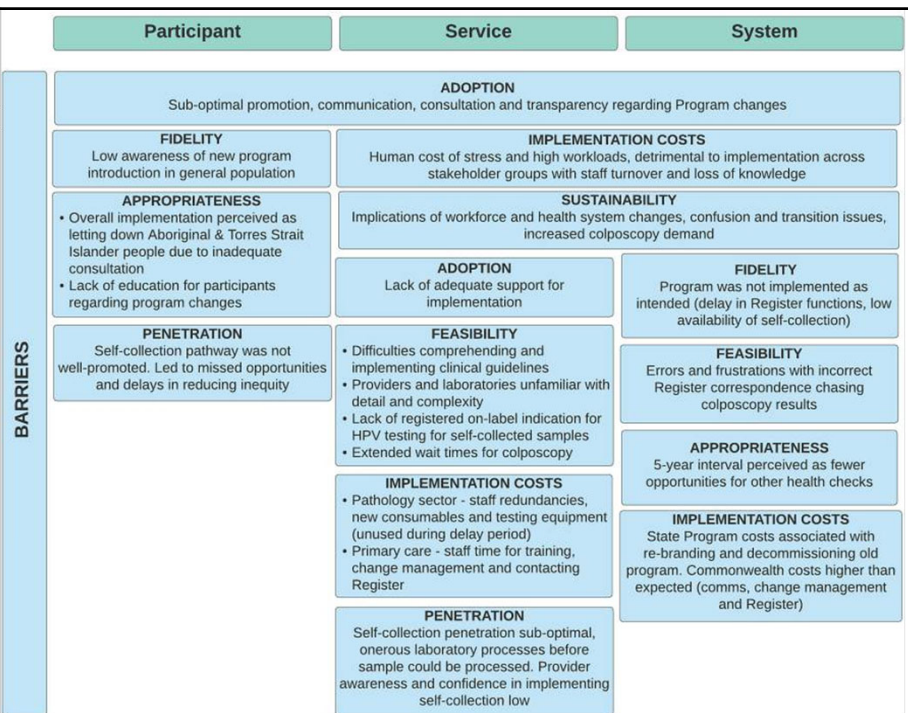 Participant
Service
System
BARRIERS
ADOPTION
Sub-optimal promotion, communication, consultation and transparency regarding Program changes
FIDELITY
Low awareness of new program
introduction in general population
APPROPRIATENESS
• Overall implementation perceived as
letting down Aboriginal & Torres Strait
Islander people due to inadequate
consultation
• Lack of education for participants
regarding program changes
PENETRATION
Self-collection pathway was not
well-promoted. Led to missed opportunities
and delays in reducing inequity
IMPLEMENTATION COSTS
Human cost of stress and high workloads, detrimental to implementation across
stakeholder groups with staff turnover and loss of knowledge
SUSTAINABILITY
Implications of workforce and health system changes, confusion and transition issues,
increased colposcopy demand
ADOPTION
Lack of adequate support for
implementation
FEASIBILITY
• Difficulties comprehending and
implementing clinical guidelines
• Providers and laboratories unfamiliar with
detail and complexity
• Lack of registered on-label indication for
HPV testing for self-collected samples
• Extended wait times for colposcopy
IMPLEMENTATION COSTS
• Pathology sector - staff redundancies,
new consumables and testing equipment
(unused during delay period)
• Primary care - staff time for training,
change management and contacting
Register
PENETRATION
Self-collection penetration sub-optimal,
onerous laboratory processes before
sample could be processed. Provider
awareness and confidence in implementing
self-collection low
FIDELITY
Program was not implemented as
intended (delay in Register functions, low
availability of self-collection)
FEASIBILITY
Errors and frustrations with incorrect
Register correspondence chasing
colposcopy results
APPROPRIATENESS
5-year interval perceived as fewer
opportunities for other health checks
IMPLEMENTATION COSTS
State Program costs associated with
re-branding and decommissioning old
program. Commonwealth costs higher than
expected (comms, change management
and Register)